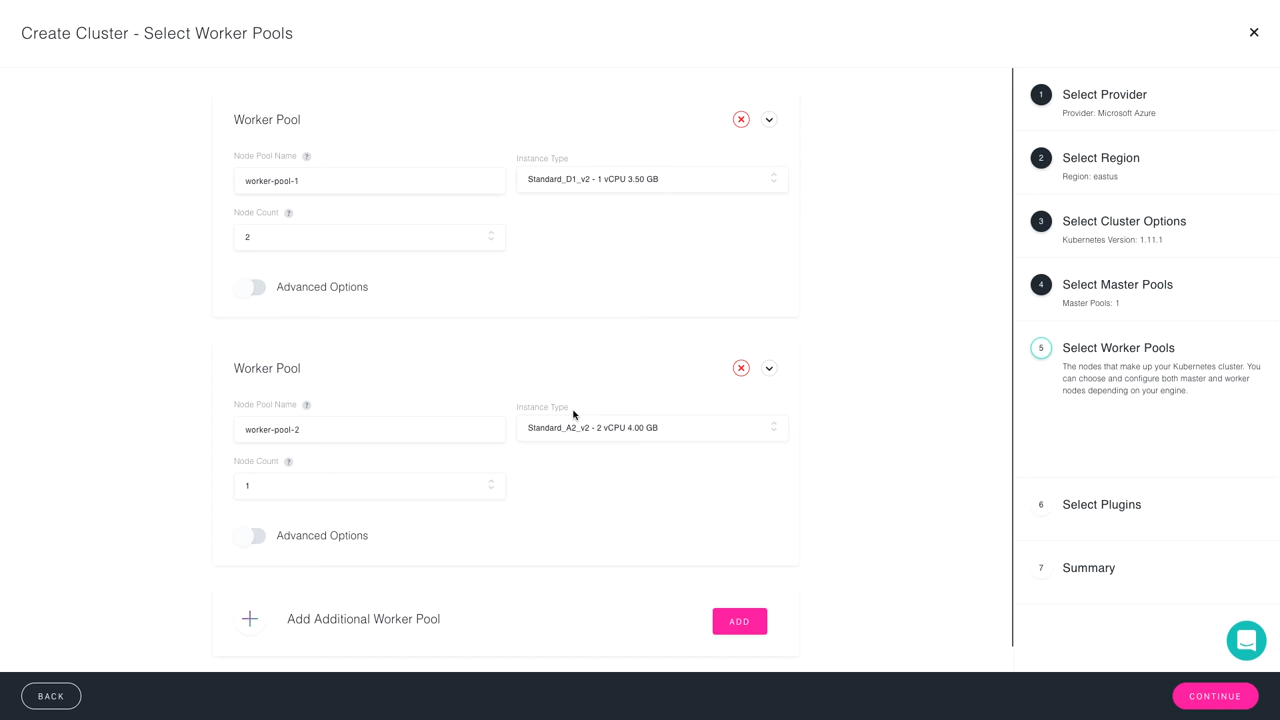 Create Cluster - Select Worker Pools
Worker Pool
Node Pool Name ?
Instance Type
worker-pool-1
Standard_D1_v2 - 1 vCPU 3.50 GB
Node Count ?
2
Advanced Options
Worker Pool
Node Pool Name ?
Instance Type
worker-pool-2
Standard_A2_v2 - 2 vCPU 4.00 GB
Node Count ?
1
Advanced Options
Add Additional Worker Pool
ADD
1 Select Provider
Provider: Microsoft Azure
2 Select Region
Region: eastus
3 Select Cluster Options
Kubernetes Version: 1.11.1
4 Select Master Pools
Master Pools: 1
5 Select Worker Pools
The nodes that make up your Kubernetes cluster. You
can choose and configure both master and worker
nodes depending on your engine.
6 Select Plugins
7 Summary
BACK
CONTINUE